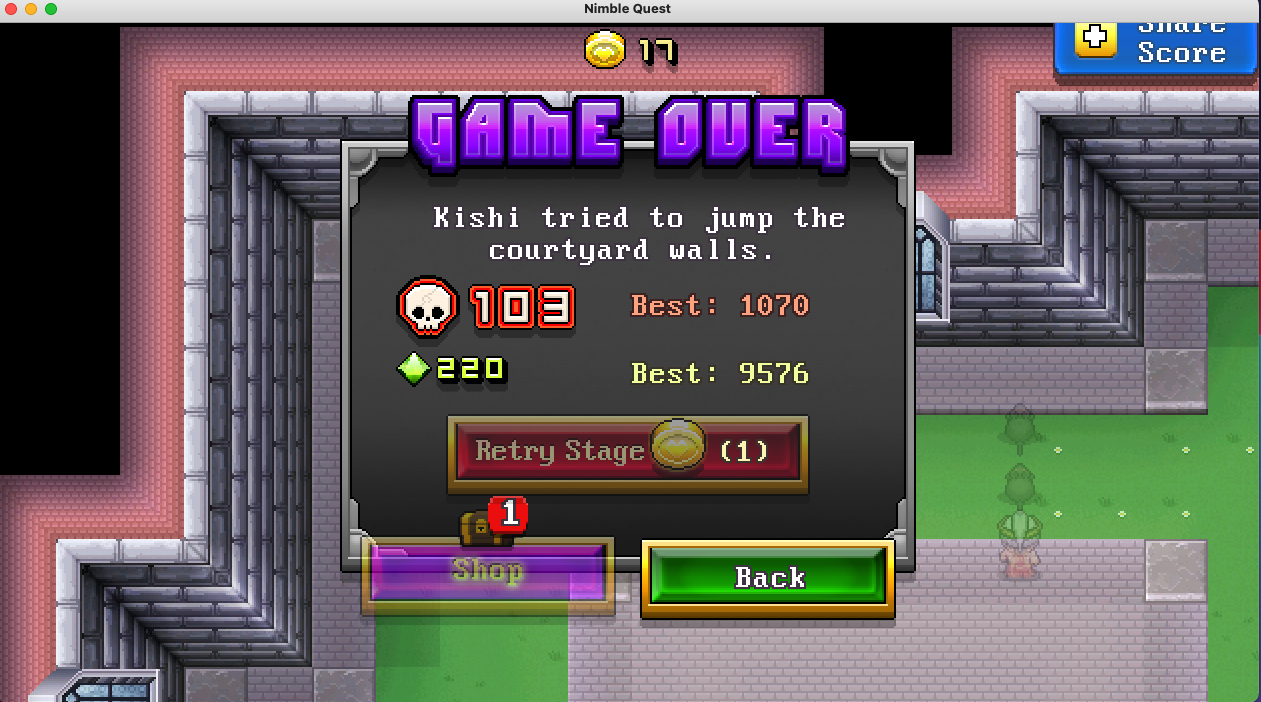 Nimble Quest
17
Share
Score
GAME OVER
Kishi tried to jump the
courtyard walls.
103
Best: 1070
220
Best: 9576
Retry Stage (1)
1
Shop
Back